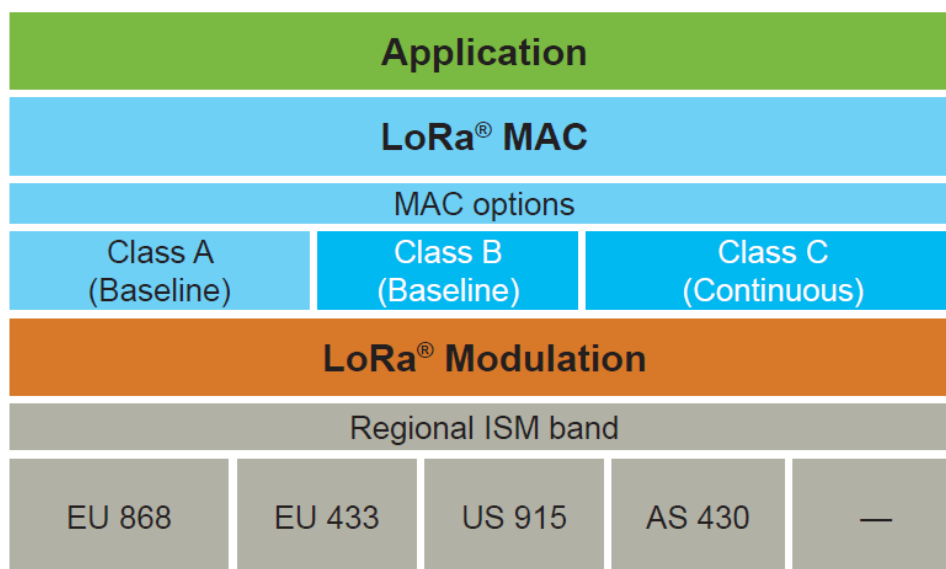 Application
LoRa® MAC
MAC options
Class A
(Baseline)
Class B
(Baseline)
Class C
(Continuous)
LoRa® Modulation
Regional ISM band
EU 868
EU 433
US 915
AS 430
—